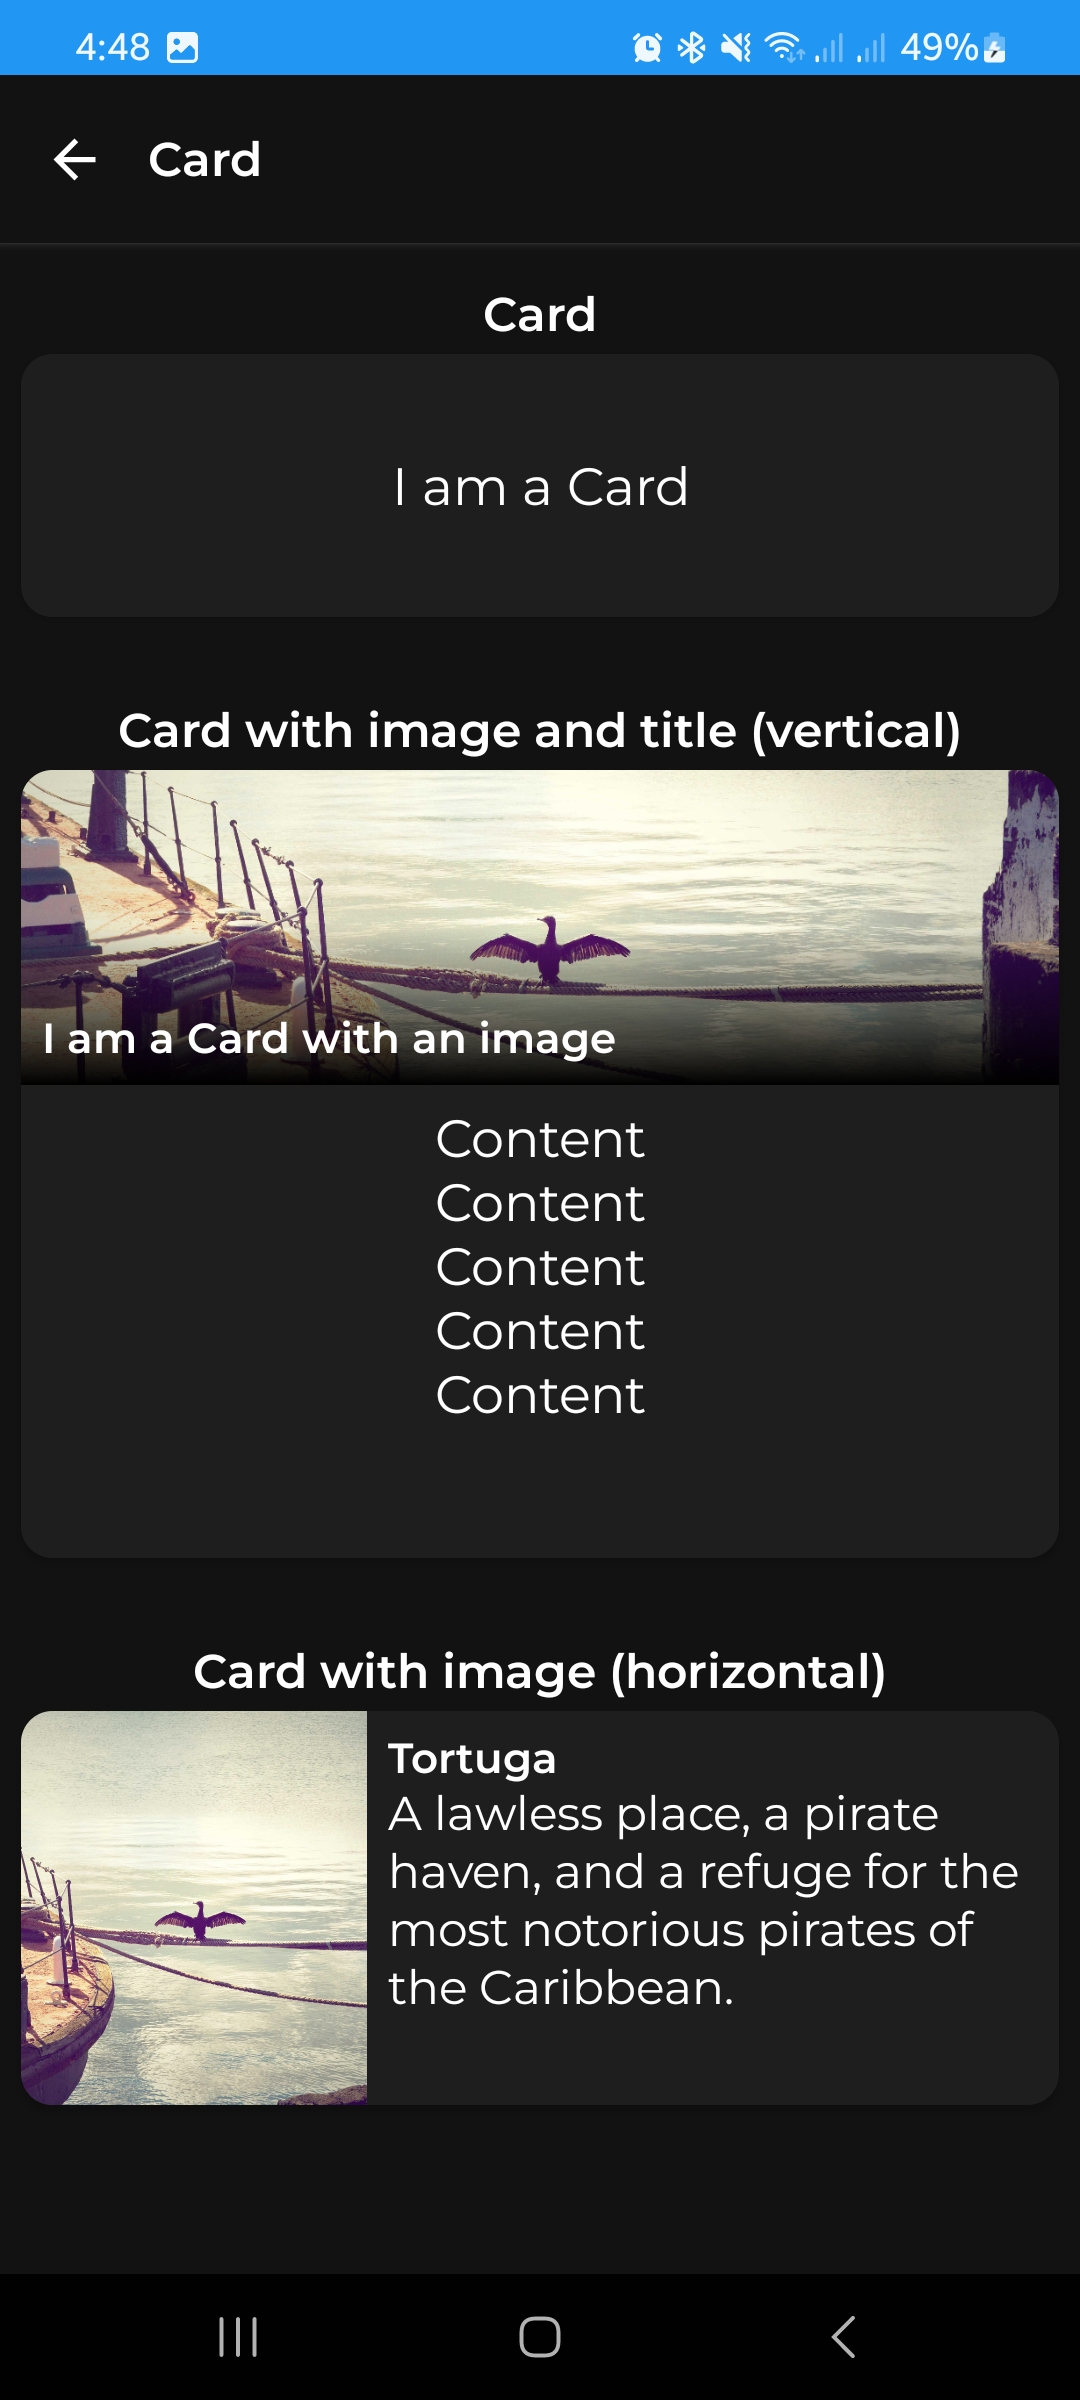 4:48
49%
Card
Card
I am a Card
Card with image and title (vertical)
I am a Card with an image
Content
Content
Content
Content
Content
Card with image (horizontal)
Tortuga
A lawless place, a pirate
haven, and a refuge for the
most notorious pirates of
the Caribbean.